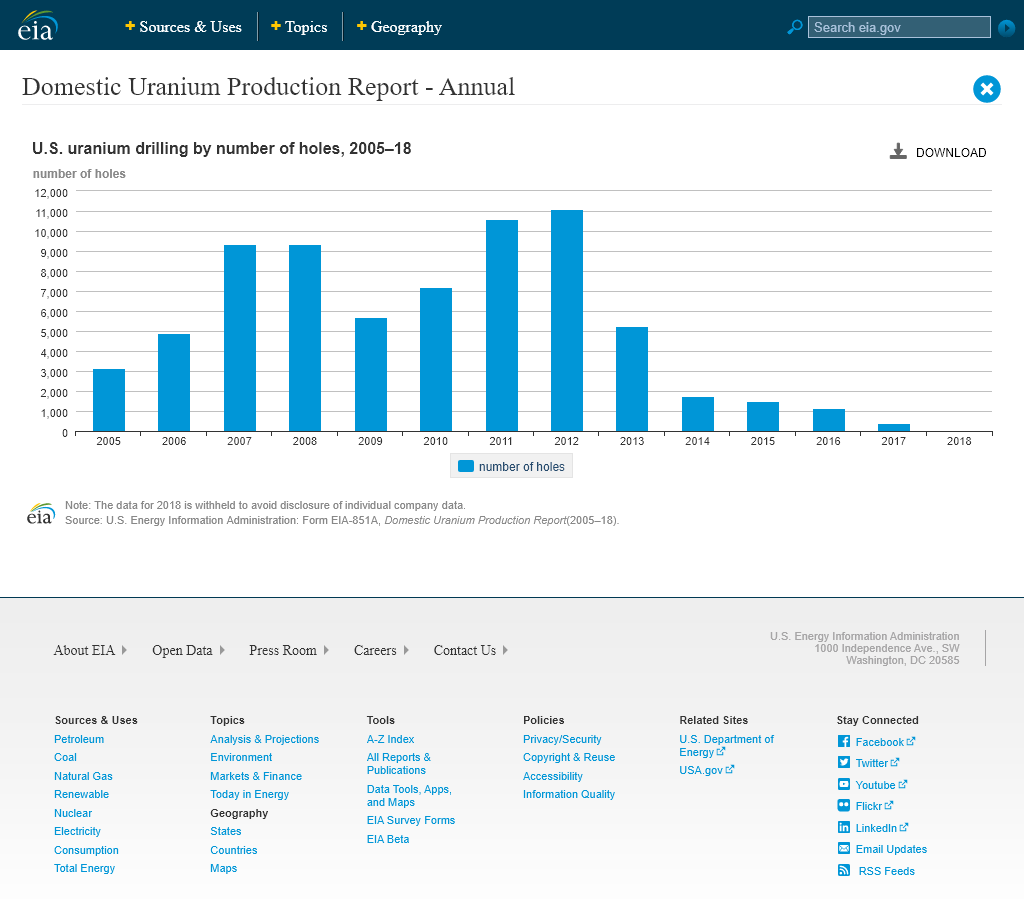 eia
Sources & Uses
Topics
Geography
Search eia.gov
Domestic Uranium Production Report - Annual
U.S. uranium drilling by number of holes, 2005–18
DOWNLOAD
number of holes
12,000
11,000
10,000
9,000
8,000
7,000
6,000
5,000
4,000
3,000
2,000
1,000
0
2005 2006 2007 2008 2009 2010 2011 2012 2013 2014 2015 2016 2017 2018
number of holes
eia
Note: The data for 2018 is withheld to avoid disclosure of individual company data.
Source: U.S. Energy Information Administration: Form EIA-851A, Domestic Uranium Production Report(2005–18).
About EIA
Open Data
Press Room
Careers
Contact Us
U.S. Energy Information Administration
1000 Independence Ave., SW
Washington, DC 20585
Sources & Uses
Petroleum
Coal
Natural Gas
Renewable
Nuclear
Electricity
Consumption
Total Energy
Topics
Analysis & Projections
Environment
Markets & Finance
Today in Energy
Geography
States
Countries
Maps
Tools
A-Z Index
All Reports &
Publications
Data Tools, Apps,
and Maps
EIA Survey Forms
EIA Beta
Policies
Privacy/Security
Copyright & Reuse
Accessibility
Information Quality
Related Sites
U.S. Department of
Energy
USA.gov
Stay Connected
Facebook
Twitter
Youtube
Flickr
LinkedIn
Email Updates
RSS Feeds